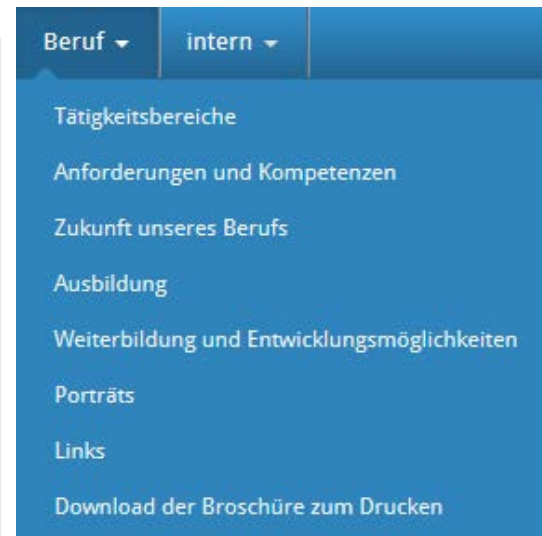 Beruf intern
Tätigkeitsbereiche
Anforderungen und Kompetenzen
Zukunft unseres Berufs
Ausbildung
Weiterbildung und Entwicklungsmöglichkeiten
Porträts
Links
Download der Broschüre zum Drucken